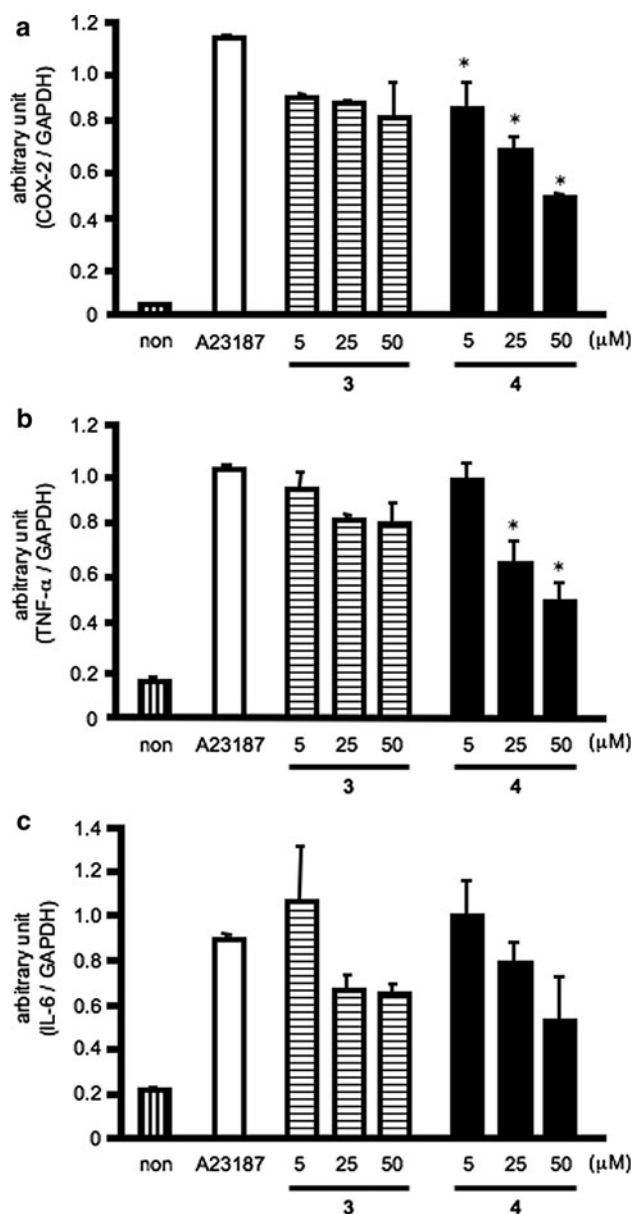 a
arbitrary unit
(COX-2 / GAPDH)
1.2
1.0
0.8
0.6
0.4
0.2
0
* * *
non A23187 5 25 50 5 25 50 (μM)
3 4
b
arbitrary unit
(TNF-α / GAPDH)
1.2
1.0
0.8
0.6
0.4
0.2
0
* *
non A23187 5 25 50 5 25 50 (μM)
3 4
c
arbitrary unit
(IL-6 / GAPDH)
1.4
1.2
1.0
0.8
0.6
0.4
0.2
0
non A23187 5 25 50 5 25 50 (μM)
3 4